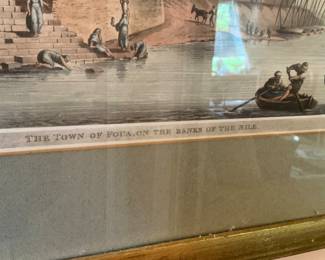 THE TOWN OF FOUA, ON THE BANKS OF THE NILE.